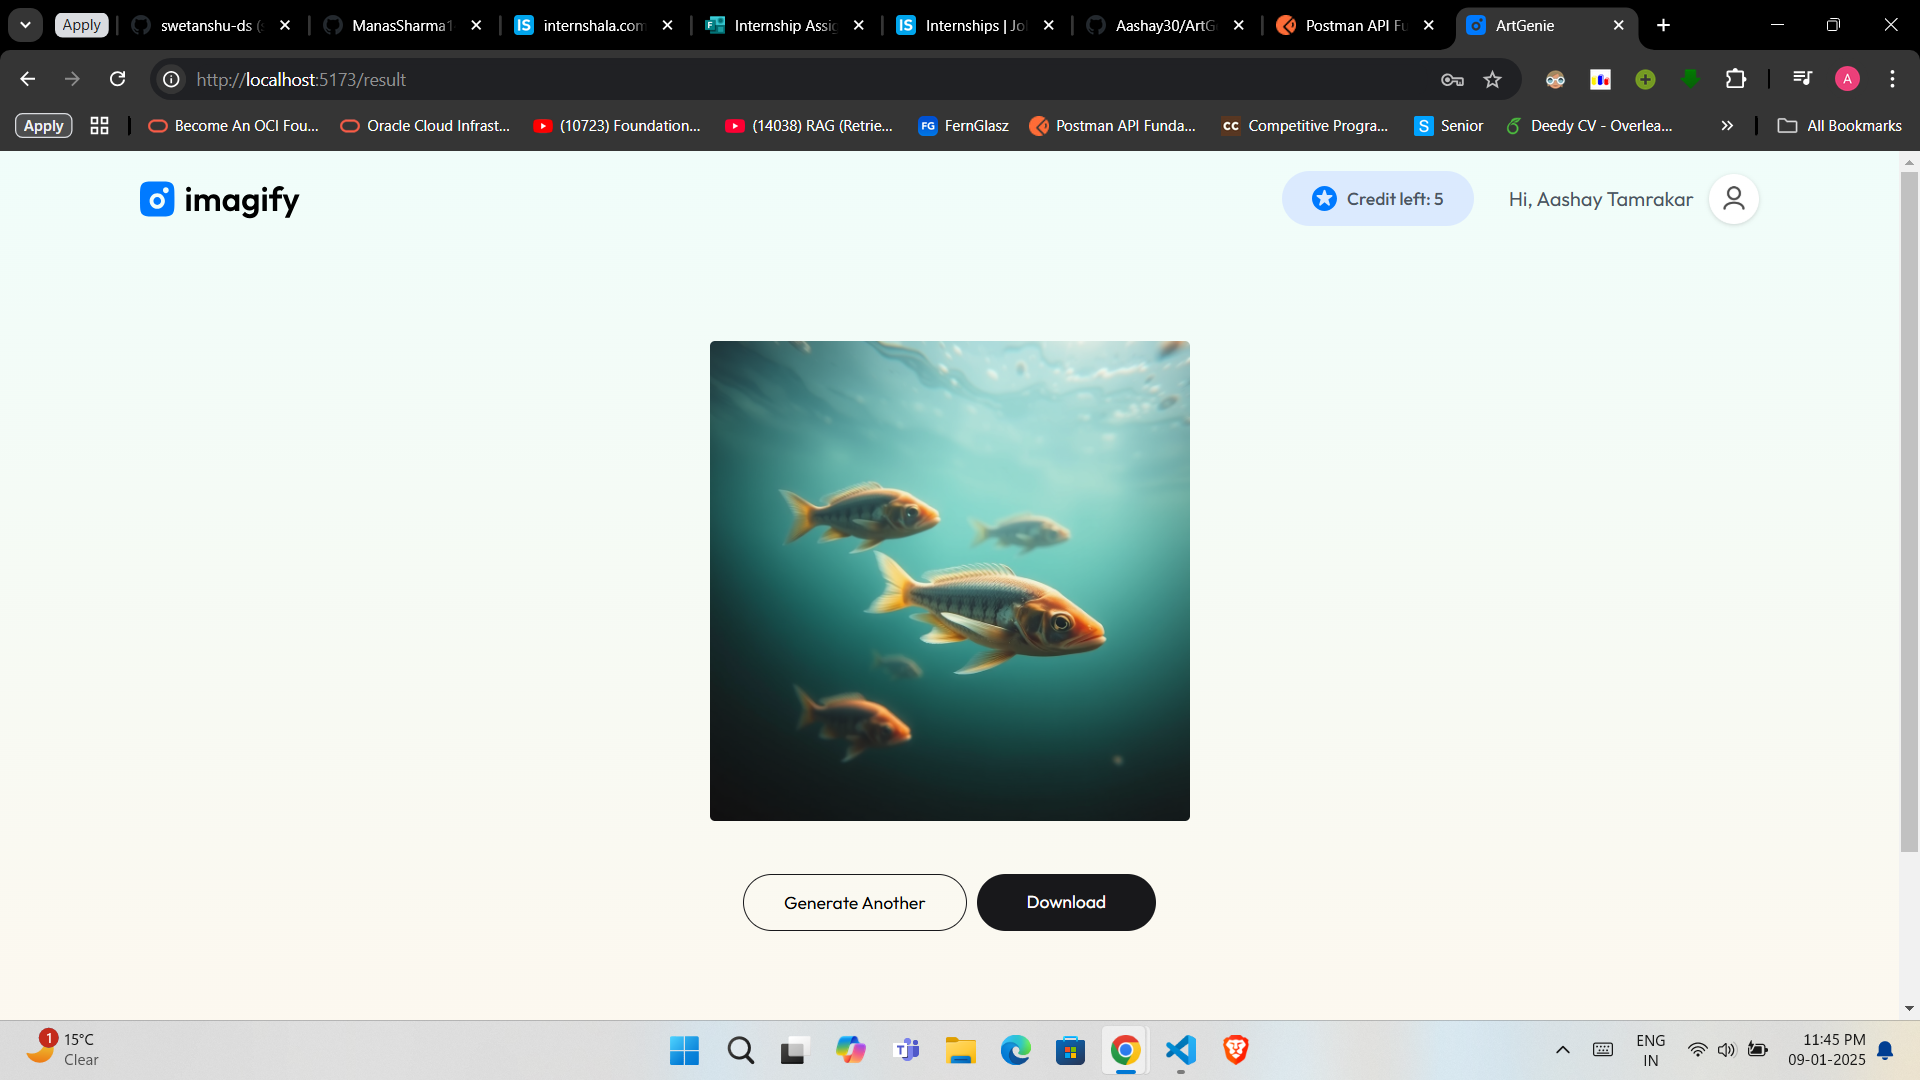 Apply
swetanshu-ds (s
ManasSharma1
internshala.com
Internship Assig
Internships | Jo
Aashay30/ArtG
Postman API Fu
ArtGenie
http://localhost:5173/result
A
Apply
Become An OCI Fou...
Oracle Cloud Infrast...
(10723) Foundation...
(14038) RAG (Retrie...
FG FernGlasz
Postman API Funda...
CC Competitive Progra...
S Senior
Deedy CV - Overlea...
All Bookmarks
imagify
Credit left: 5
Hi, Aashay Tamrakar
Generate Another
Download
1
15°C
Clear
ENG
IN
11:45 PM
09-01-2025